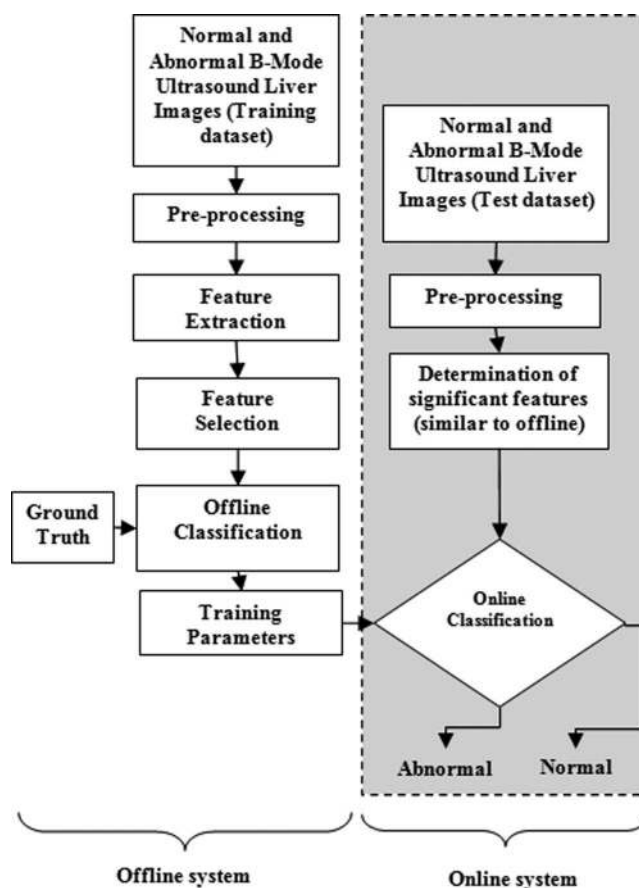 Normal and
Abnormal B-Mode
Ultrasound Liver
Images (Training
dataset)
Pre-processing
Feature
Extraction
Feature
Selection
Ground
Truth
Offline
Classification
Training
Parameters
Normal and
Abnormal B-Mode
Ultrasound Liver
Images (Test dataset)
Pre-processing
Determination of
significant features
(similar to offline)
Online
Classification
Abnormal
Normal
Offline system
Online system